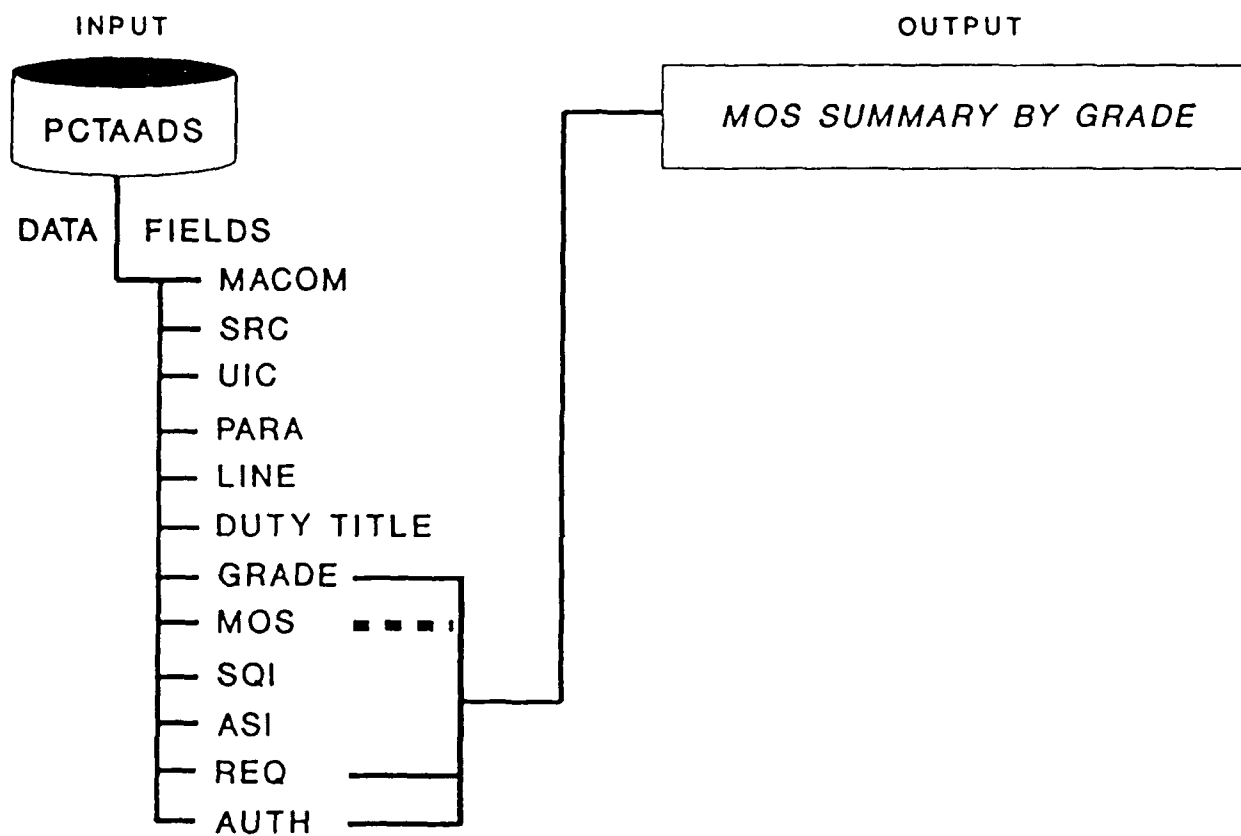 INPUT
OUTPUT
PCTAADS
MOS SUMMARY BY GRADE
DATA FIELDS
MACOM
SRC
UIC
PARA
LINE
DUTY TITLE
GRADE
MOS
SQI
ASI
REQ
AUTH